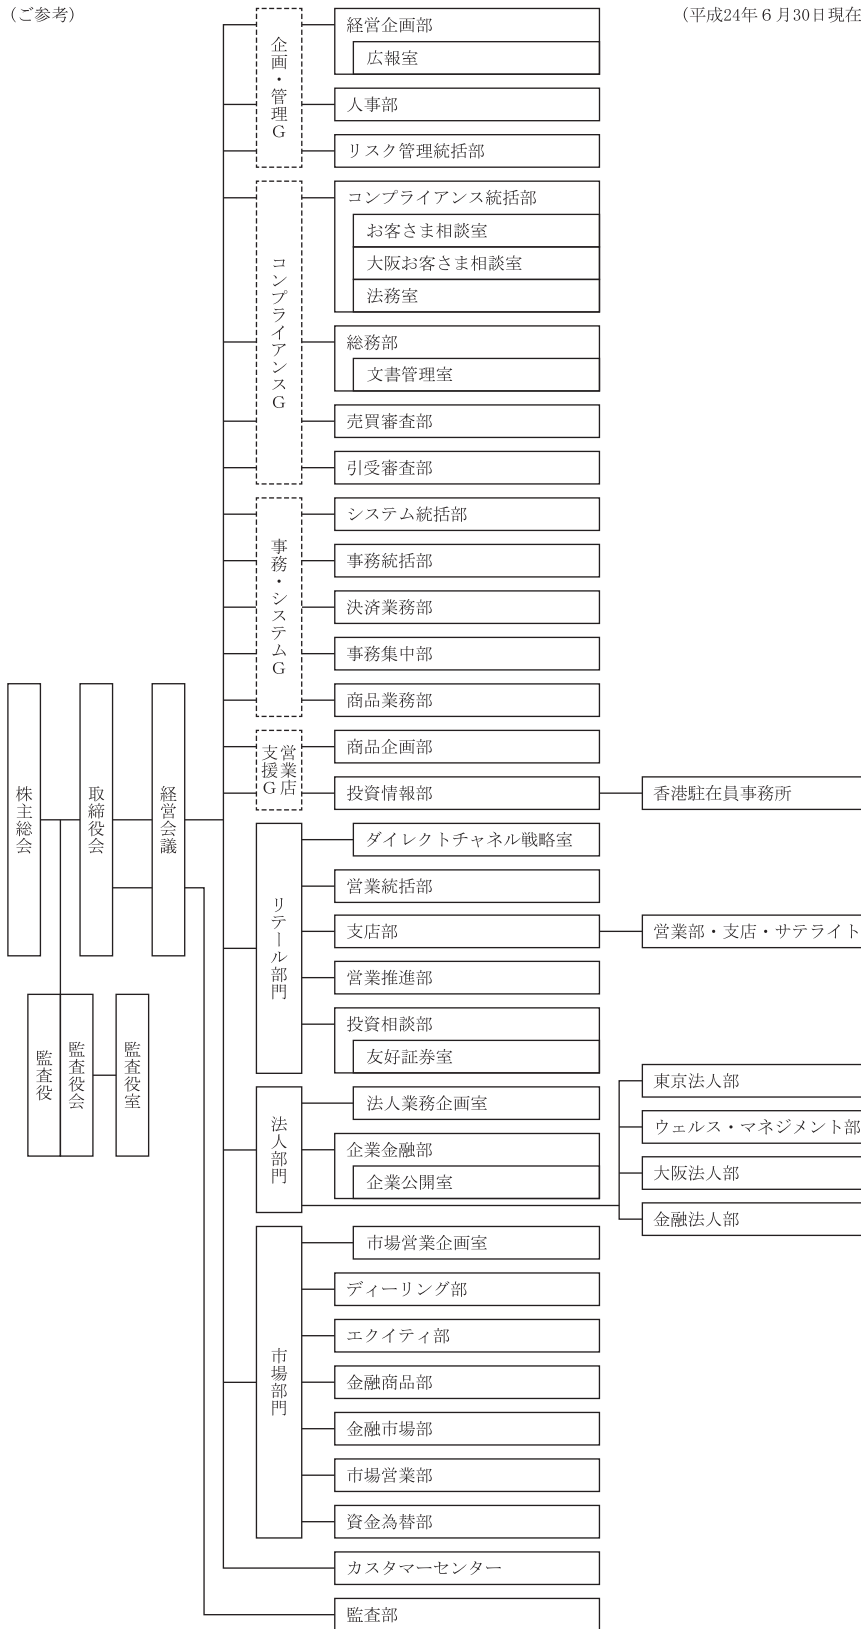 （ご参考）
（平成24年６月30日現在
企画・管理Ｇ
経営企画部
広報室
人事部
リスク管理統括部
コンプライアンスＧ
コンプライアンス統括部
お客さま相談室
大阪お客さま相談室
法務室
総務部
文書管理室
売買審査部
引受審査部
事務・システムＧ
システム統括部
事務統括部
決済業務部
事務集中部
商品業務部
営業店
支援Ｇ
商品企画部
投資情報部
香港駐在員事務所
株主総会
取締役会
経営会議
監査役
監査役会
監査役室
リテール部門
ダイレクトチャネル戦略室
営業統括部
支店部
営業部・支店・サテライト
営業推進部
投資相談部
友好証券室
法人部門
法人業務企画室
企業金融部
企業公開室
東京法人部
ウェルス・マネジメント部
大阪法人部
金融法人部
市場部門
市場営業企画室
ディーリング部
エクイティ部
金融商品部
金融市場部
市場営業部
資金為替部
カスタマーセンター
監査部